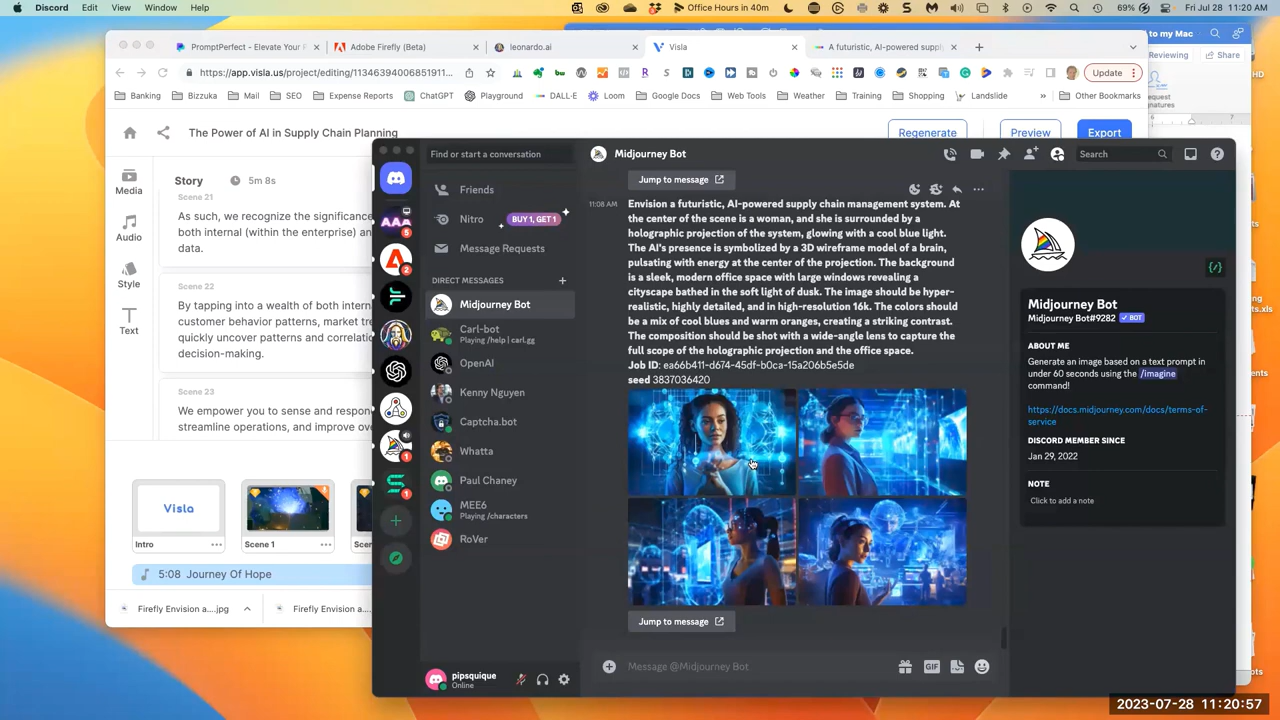 Discord Edit View Window Help
Office Hours in 40m
69%
Fri Jul 28 11:20 AM
PromptPerfect - Elevate Your
Adobe Firefly (Beta)
leonardo.ai
Visla
A futuristic, AI-powered suppl
to my Mac
https://app.visla.us/project/editing/11346394006851911...
Update
Reviewing
Share
Banking
Bizzuka
Mail
SEO
Expense Reports
ChatGPT
Playground
DALL-E
Loom
Google Docs
Web Tools
Weather
Training
Shopping
Landslide
»
Other Bookmarks
The Power of AI in Supply Chain Planning
Regenerate
Preview
Export
Media
Audio
Style
Text
Story
5m 8s
Scene 21
As such, we recognize the significance
both internal (within the enterprise) an
data.
Scene 22
By tapping into a wealth of both intern
customer behavior patterns, market tre
quickly uncover patterns and correlatio
decision-making.
Scene 23
We empower you to sense and respon
streamline operations, and improve ov
Visla
Intro
Scene 1
Scen
5:08 Journey Of Hope
Firefly Envision a....jpg
Firefly Envision a...
Find or start a conversation
Friends
Nitro
BUY 1, GET 1
Message Requests
DIRECT MESSAGES
Midjourney Bot
Carl-bot
Playing /help | carl.gg
OpenAI
Kenny Nguyen
Captcha.bot
Whatta
Paul Chaney
MEE6
Playing /characters
RoVer
AAA
5
2
1
1
pipsquique
Online
Midjourney Bot
Search
Jump to message
11:08 AM
Envision a futuristic, AI-powered supply chain management system. At
the center of the scene is a woman, and she is surrounded by a
holographic projection of the system, glowing with a cool blue light.
The AI's presence is symbolized by a 3D wireframe model of a brain,
pulsating with energy at the center of the projection. The background
is a sleek, modern office space with large windows revealing a
cityscape bathed in the soft light of dusk. The image should be hyper-
realistic, highly detailed, and in high-resolution 16k. The colors should
be a mix of cool blues and warm oranges, creating a striking contrast.
The composition should be shot with a wide-angle lens to capture the
full scope of the holographic projection and the office space.
Job ID: ea66b411-d674-45df-b0ca-15a206b5e5de
seed 3837036420
Jump to message
Message @Midjourney Bot
GIF
Midjourney Bot
Midjourney Bot#9282
BOT
ABOUT ME
Generate an image based on a text prompt in
under 60 seconds using the /imagine
command!
https://docs.midjourney.com/docs/terms-of-
service
DISCORD MEMBER SINCE
Jan 29, 2022
NOTE
Click to add a note
2023-07-28 11:20:57